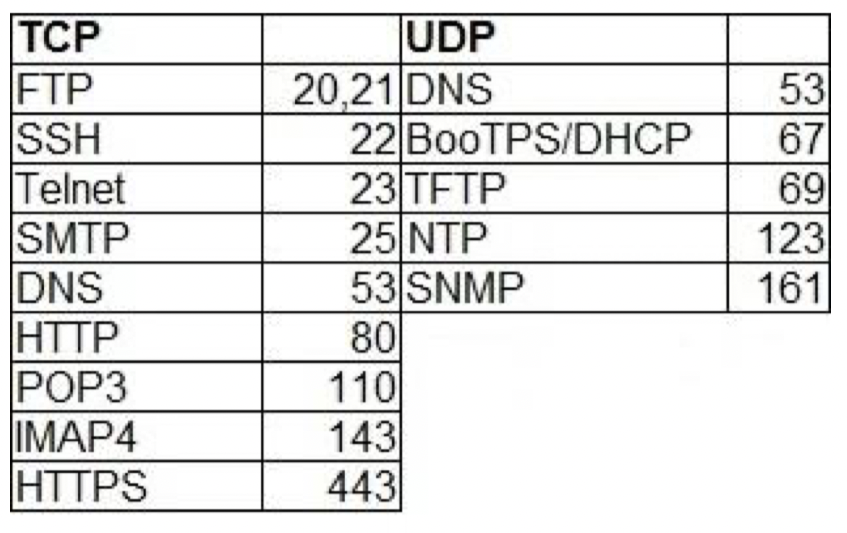 TCP UDP
FTP 20,21 DNS 53
SSH 22 BooTPS/DHCP 67
Telnet 23 TFTP 69
SMTP 25 NTP 123
DNS 53 SNMP 161
HTTP 80
POP3 110
IMAP4 143
HTTPS 443